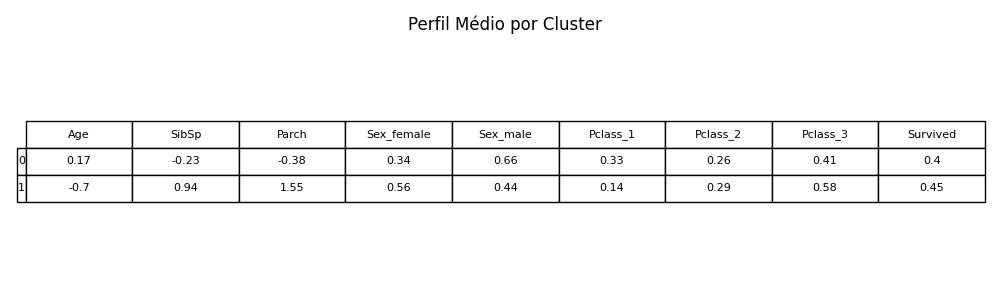 Perfil Médio por Cluster
Age SibSp Parch Sex_female Sex_male Pclass_1 Pclass_2 Pclass_3 Survived
0 0.17 -0.23 -0.38 0.34 0.66 0.33 0.26 0.41 0.4
1 -0.7 0.94 1.55 0.56 0.44 0.14 0.29 0.58 0.45